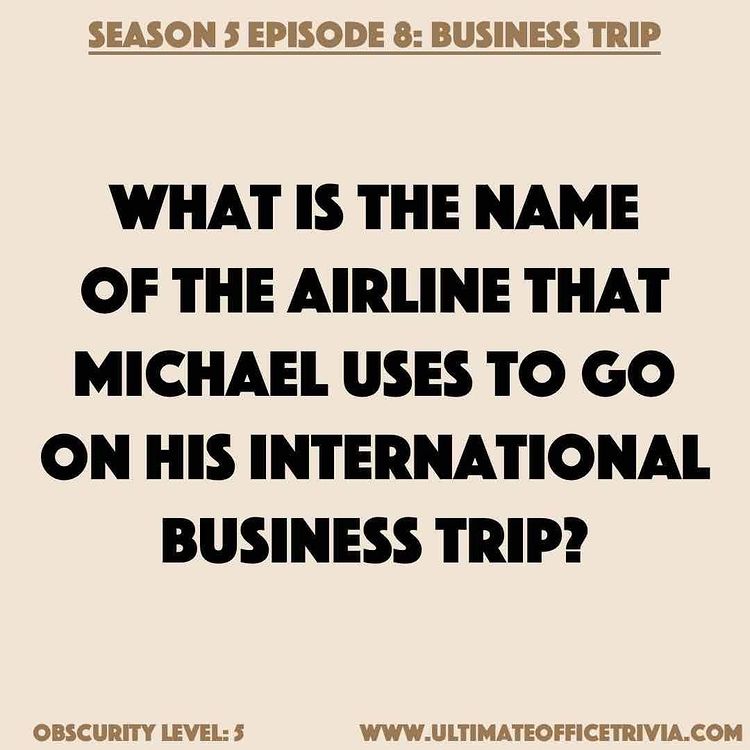 SEASON 5 EPISODE 8: BUSINESS TRIP
WHAT IS THE NAME
OF THE AIRLINE THAT
MICHAEL USES TO GO
ON HIS INTERNATIONAL
BUSINESS TRIP?
OBSCURITY LEVEL: 5
WWW.ULTIMATEOFFICETRIVIA.COM